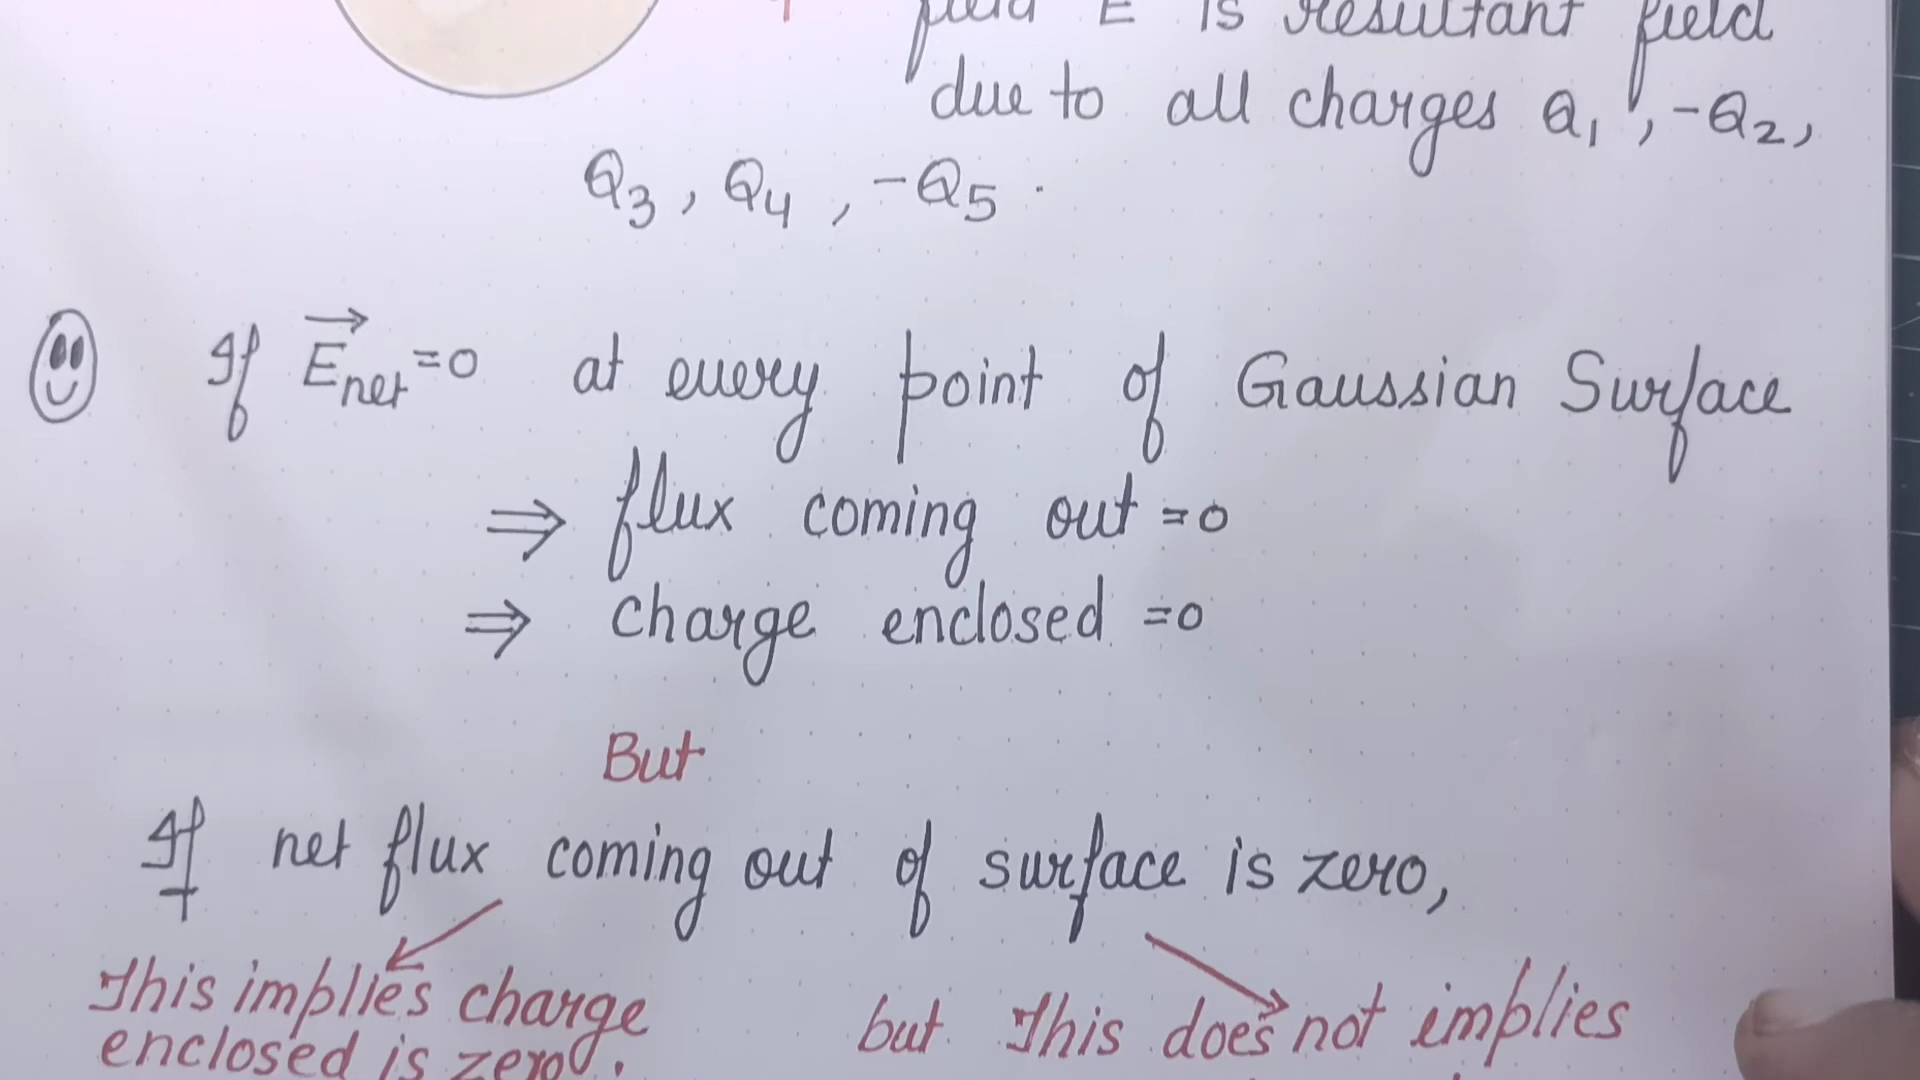 field E is resultant field
due to all charges Q₁, -Q₂,
Q₃, Q₄, -Q₅.
If E⃗net = 0 at every point of Gaussian Surface
⇒ flux coming out = 0
⇒ charge enclosed = 0
But
If net flux coming out of surface is zero,
This implies charge
enclosed is zero.
but This does not implies